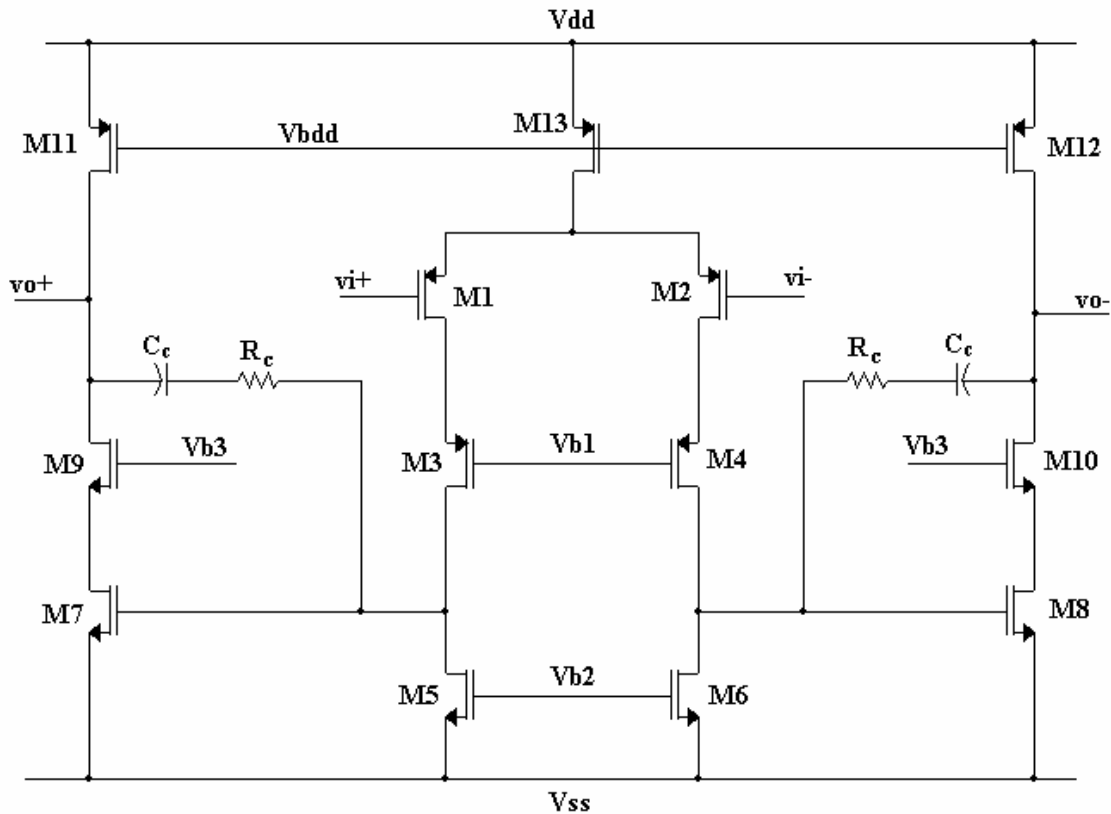 Vdd
M11
Vbdd
M13
M12
vo+
vi+
M1
M2
vi-
vo-
Cc
Rc
Rc
Cc
M9
Vb3
M3
Vb1
M4
Vb3
M10
M7
M8
M5
Vb2
M6
Vss